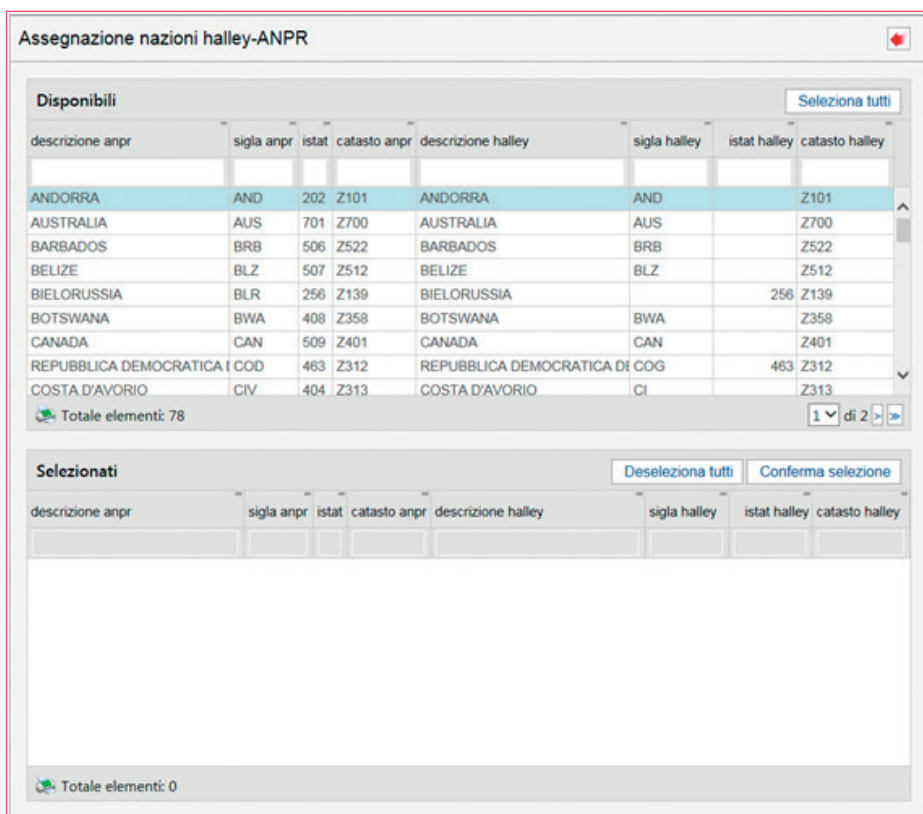 Assegnazione nazioni halley-ANPR
Disponibili Seleziona tutti
descrizione anpr sigla anpr istat catasto anpr descrizione halley sigla halley istat halley catasto halley
ANDORRA AND 202 Z101 ANDORRA AND Z101
AUSTRALIA AUS 701 Z700 AUSTRALIA AUS Z700
BARBADOS BRB 506 Z522 BARBADOS BRB Z522
BELIZE BLZ 507 Z512 BELIZE BLZ Z512
BIELORUSSIA BLR 256 Z139 BIELORUSSIA 256 Z139
BOTSWANA BWA 408 Z358 BOTSWANA BWA Z358
CANADA CAN 509 Z401 CANADA CAN Z401
REPUBBLICA DEMOCRATICA COD 463 Z312 REPUBBLICA DEMOCRATICA DE COG 463 Z312
COSTA D'AVORIO CIV 404 Z313 COSTA D'AVORIO CI Z313
Totale elementi: 78 1 di 2 > ≫
Selezionati Deseleziona tutti Conferma selezione
descrizione anpr sigla anpr istat catasto anpr descrizione halley sigla halley istat halley catasto halley
Totale elementi: 0